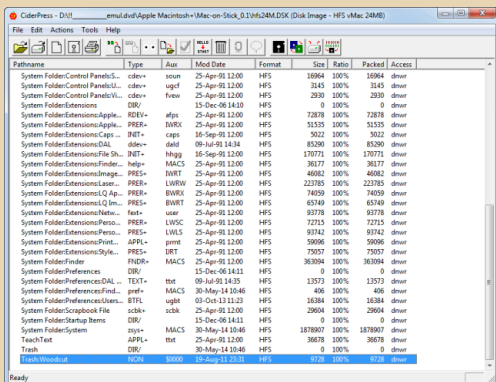 CiderPress - D:\!!________emul.dvd\Apple Macintosh+\Mac-on-Stick_0.1\hfs24M.DSK (Disk Image - HFS vMac 24MB)
File Edit Actions Tools Help
Pathname Type Aux Mod Date Format Size Ratio Packed Access
System Folder:Control Panels:S... cdev+ soun 25-Apr-91 12:00 HFS 16964 100% 16964 dnwr
System Folder:Control Panels:U... cdev+ ugcf 25-Apr-91 12:00 HFS 3145 100% 3145 dnwr
System Folder:Control Panels:Vi... cdev+ fvew 25-Apr-91 12:00 HFS 2930 100% 2930 dnwr
System Folder:Extensions DIR/ 15-Dec-06 14:10 HFS 0 100% 0 dnwr
System Folder:Extensions:Apple... RDEV+ afps 25-Apr-91 12:00 HFS 72878 100% 72878 dnwr
System Folder:Extensions:Apple... PRER+ IWRX 25-Apr-91 12:00 HFS 51535 100% 51535 dnwr
System Folder:Extensions:Caps ... INIT+ caps 16-Sep-91 12:00 HFS 5022 100% 5022 dnwr
System Folder:Extensions:DAL ddev+ dald 09-Jul-91 14:34 HFS 85290 100% 85290 dnwr
System Folder:Extensions:File Sh... INIT+ hhgg 16-Sep-91 12:00 HFS 170771 100% 170771 dnwr
System Folder:Extensions:Finder... help+ MACS 25-Apr-91 12:00 HFS 36177 100% 36177 dnwr
System Folder:Extensions:Image... PRES+ IWRT 25-Apr-91 12:00 HFS 46082 100% 46082 dnwr
System Folder:Extensions:Laser... PRER+ LWRW 25-Apr-91 12:00 HFS 223785 100% 223785 dnwr
System Folder:Extensions:LQ Ap... PRER+ BWRX 25-Apr-91 12:00 HFS 74059 100% 74059 dnwr
System Folder:Extensions:LQ Im... PRES+ BWRT 25-Apr-91 12:00 HFS 65749 100% 65749 dnwr
System Folder:Extensions:Netw... fext+ user 25-Apr-91 12:00 HFS 93778 100% 93778 dnwr
System Folder:Extensions:Perso... PRER+ LWSC 25-Apr-91 12:00 HFS 72715 100% 72715 dnwr
System Folder:Extensions:Perso... PRES+ LWLS 25-Apr-91 12:00 HFS 93742 100% 93742 dnwr
System Folder:Extensions:Print... APPL+ prmt 25-Apr-91 12:00 HFS 59096 100% 59096 dnwr
System Folder:Extensions:Style... PRES+ IJRT 25-Apr-91 12:00 HFS 75057 100% 75057 dnwr
System Folder:Finder FNDR+ MACS 25-Apr-91 12:00 HFS 363094 100% 363094 dnwr
System Folder:Preferences DIR/ 15-Dec-06 14:11 HFS 0 100% 0 dnwr
System Folder:Preferences:DAL ... TEXT+ ttxt 09-Jul-91 14:35 HFS 13573 100% 13573 dnwr
System Folder:Preferences:Find... pref+ MACS 30-May-14 10:46 HFS 406 100% 406 dnwr
System Folder:Preferences:Users... BTFL ugbt 03-Oct-13 11:23 HFS 16384 100% 16384 dnwr
System Folder:Scrapbook File scbk+ scbk 25-Apr-91 12:00 HFS 29604 100% 29604 dnwr
System Folder:Startup Items DIR/ 15-Dec-06 14:11 HFS 0 100% 0 dnwr
System Folder:System zsys+ MACS 30-May-14 10:46 HFS 1878907 100% 1878907 dnwr
TeachText APPL+ ttxt 25-Apr-91 12:00 HFS 36678 100% 36678 dnwr
Trash DIR/ 30-May-14 10:46 HFS 0 100% 0 dnwr
Trash:Woodcut NON $0000 19-Aug-11 23:31 HFS 9728 100% 9728 dnwr
Ready